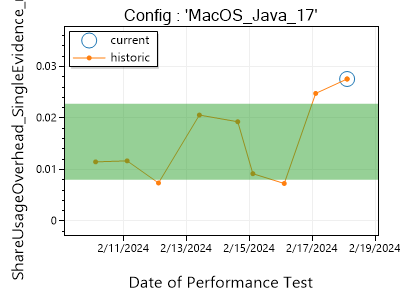 Config : 'MacOS_Java_17'
current
historic
ShareUsageOverhead_SingleEvidence_
0.03
0.02
0.01
0
2/11/2024
2/13/2024
2/15/2024
2/17/2024
2/19/2024
Date of Performance Test